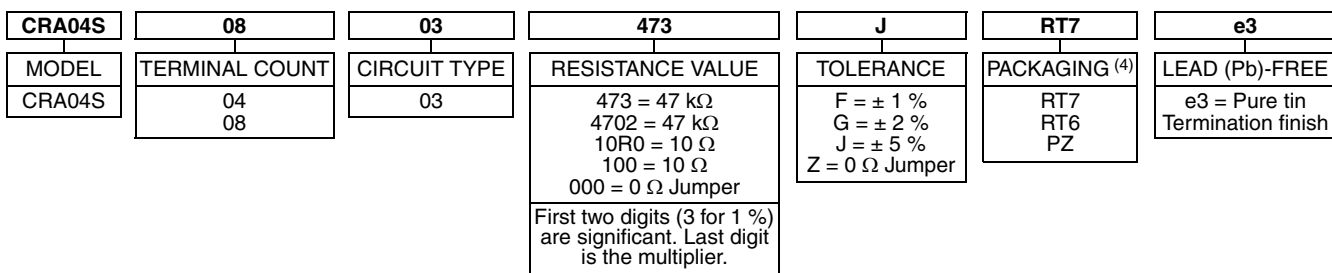 CRA04S 08 03 473 J RT7 e3
MODEL TERMINAL COUNT CIRCUIT TYPE RESISTANCE VALUE TOLERANCE PACKAGING (4) LEAD (Pb)-FREE
CRA04S 04 03 473 = 47 kΩ F = ± 1 % RT7 e3 = Pure tin
08 4702 = 47 kΩ G = ± 2 % RT6 Termination finish
10R0 = 10 Ω J = ± 5 % PZ
100 = 10 Ω Z = 0 Ω Jumper
000 = 0 Ω Jumper
First two digits (3 for 1 %)
are significant. Last digit
is the multiplier.